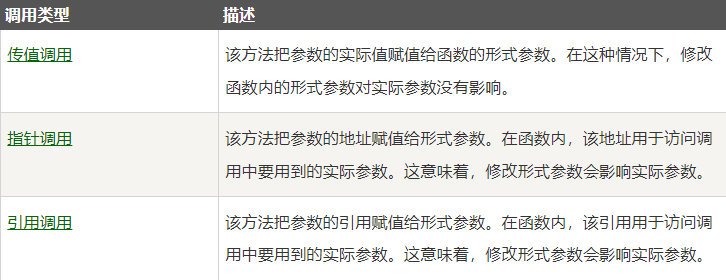 调用类型 描述
传值调用 该方法把参数的实际值赋值给函数的形式参数。在这种情况下，修改
函数内的形式参数对实际参数没有影响。
指针调用 该方法把参数的地址赋值给形式参数。在函数内，该地址用于访问调
用中要用到的实际参数。这意味着，修改形式参数会影响实际参数。
引用调用 该方法把参数的引用赋值给形式参数。在函数内，该引用用于访问调
用中要用到的实际参数。这意味着，修改形式参数会影响实际参数。